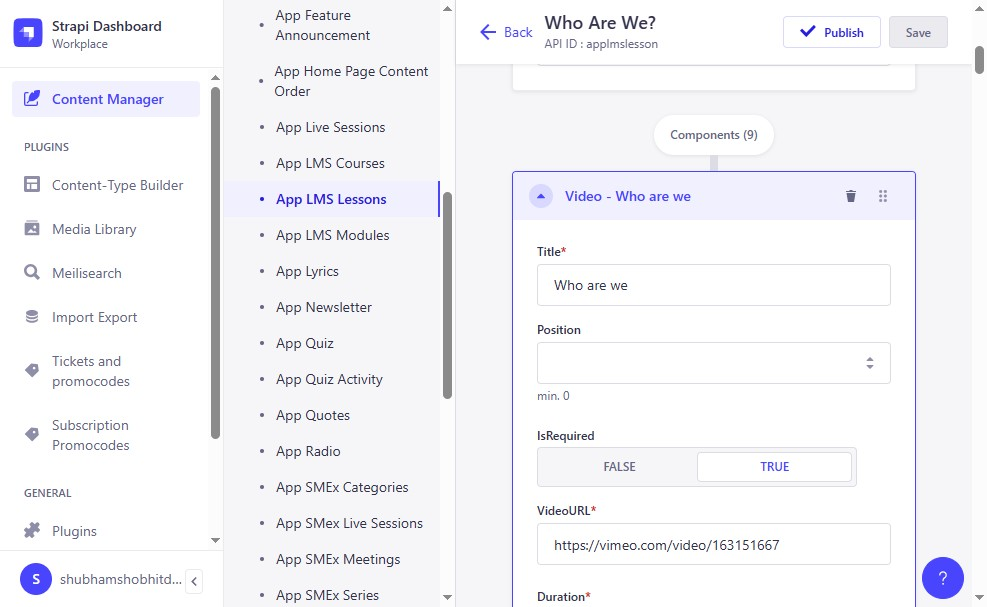 Strapi Dashboard
Workplace
Content Manager
PLUGINS
Content-Type Builder
Media Library
Meilisearch
Import Export
Tickets and
promocodes
Subscription
Promocodes
GENERAL
Plugins
S
shubhamshobhitd...
App Feature
Announcement
App Home Page Content
Order
App Live Sessions
App LMS Courses
App LMS Lessons
App LMS Modules
App Lyrics
App Newsletter
App Quiz
App Quiz Activity
App Quotes
App Radio
App SMEx Categories
App SMex Live Sessions
App SMEx Meetings
App SMEx Series
Back
Who Are We?
API ID : applmslesson
Publish
Save
Components (9)
Video - Who are we
Title*
Who are we
Position
min. 0
IsRequired
FALSE
TRUE
VideoURL*
https://vimeo.com/video/163151667
Duration*
?